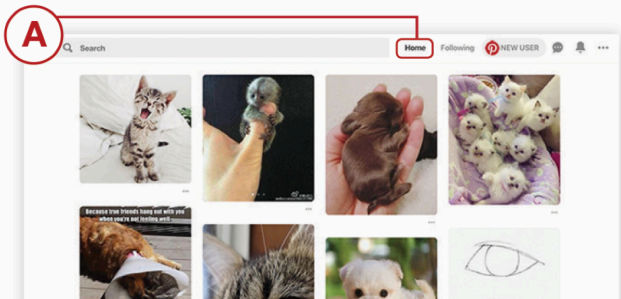 A
Search
Home
Following
NEW USER
Because true friends hang out with you
when you're not feeling well